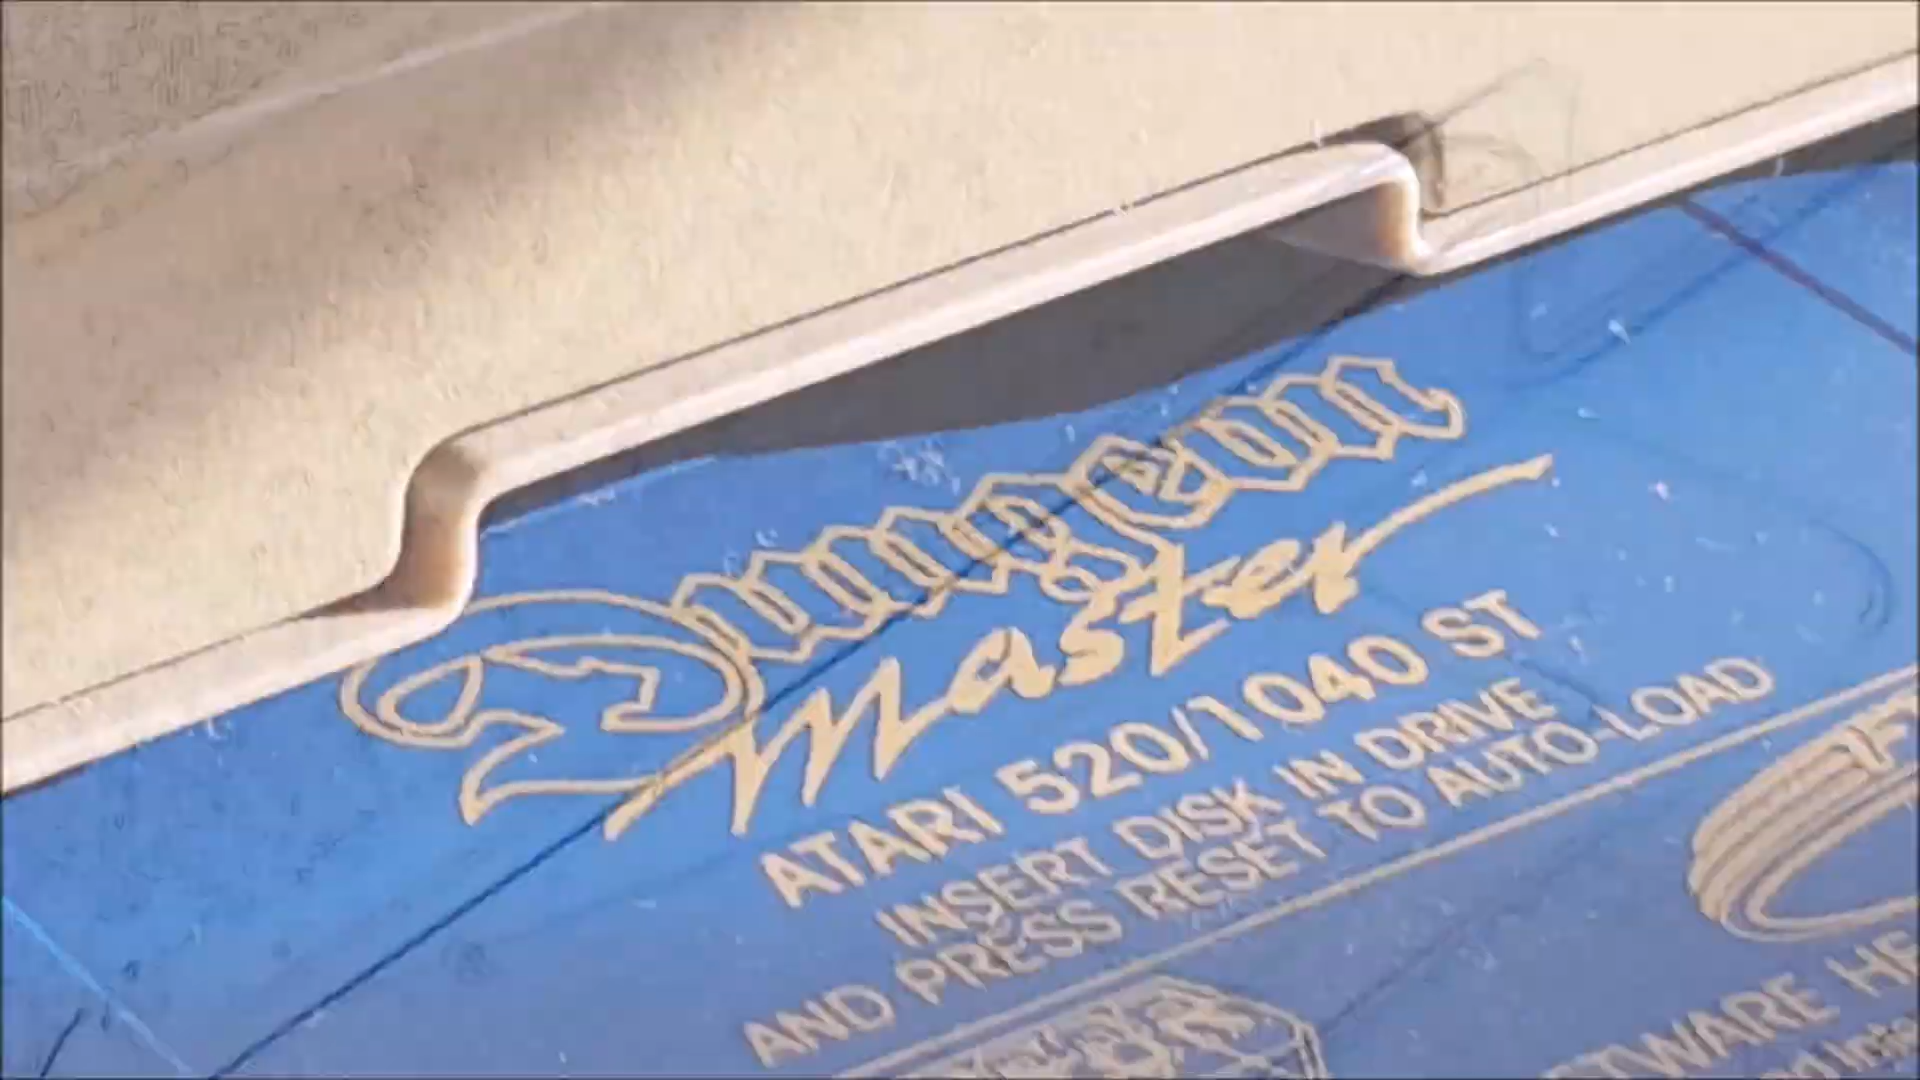 Dungeon
Master
ATARI 520/1040 ST
INSERT DISK IN DRIVE
AND PRESS RESET TO AUTO-LOAD